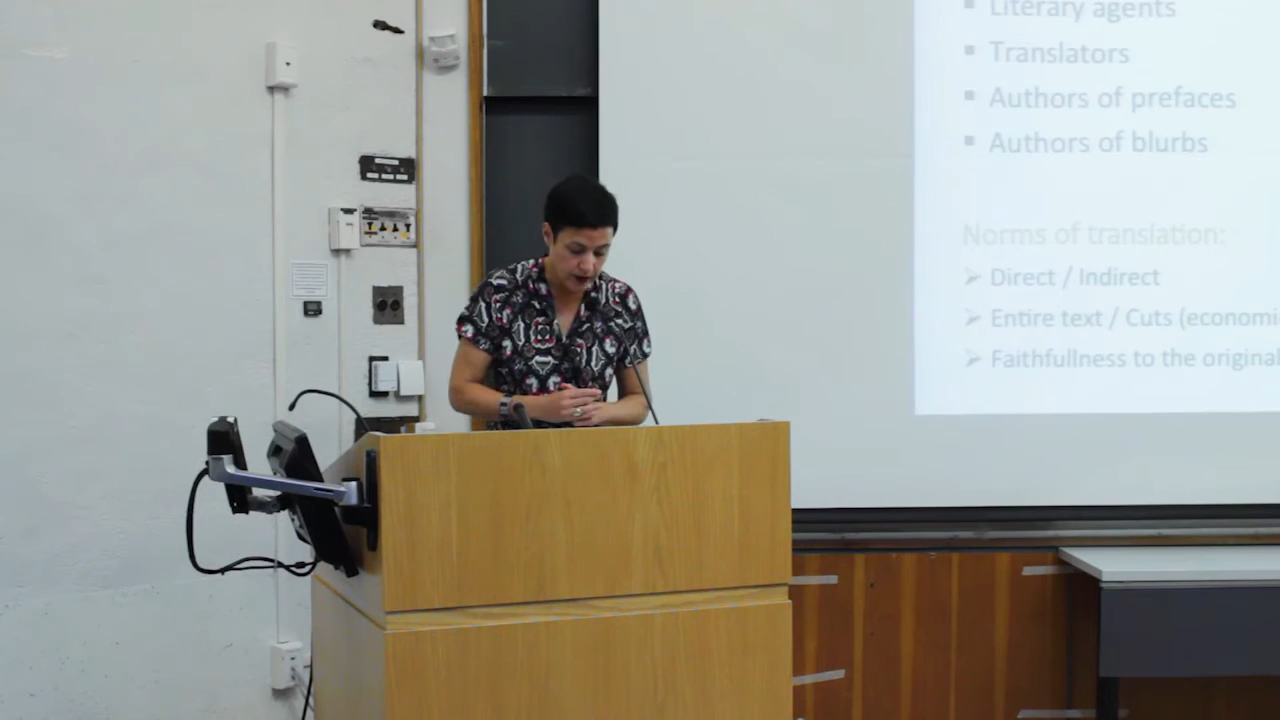 Literary agents
Translators
Authors of prefaces
Authors of blurbs
Norms of translation:
Direct / Indirect
Entire text / Cuts (economi
Faithfullness to the original